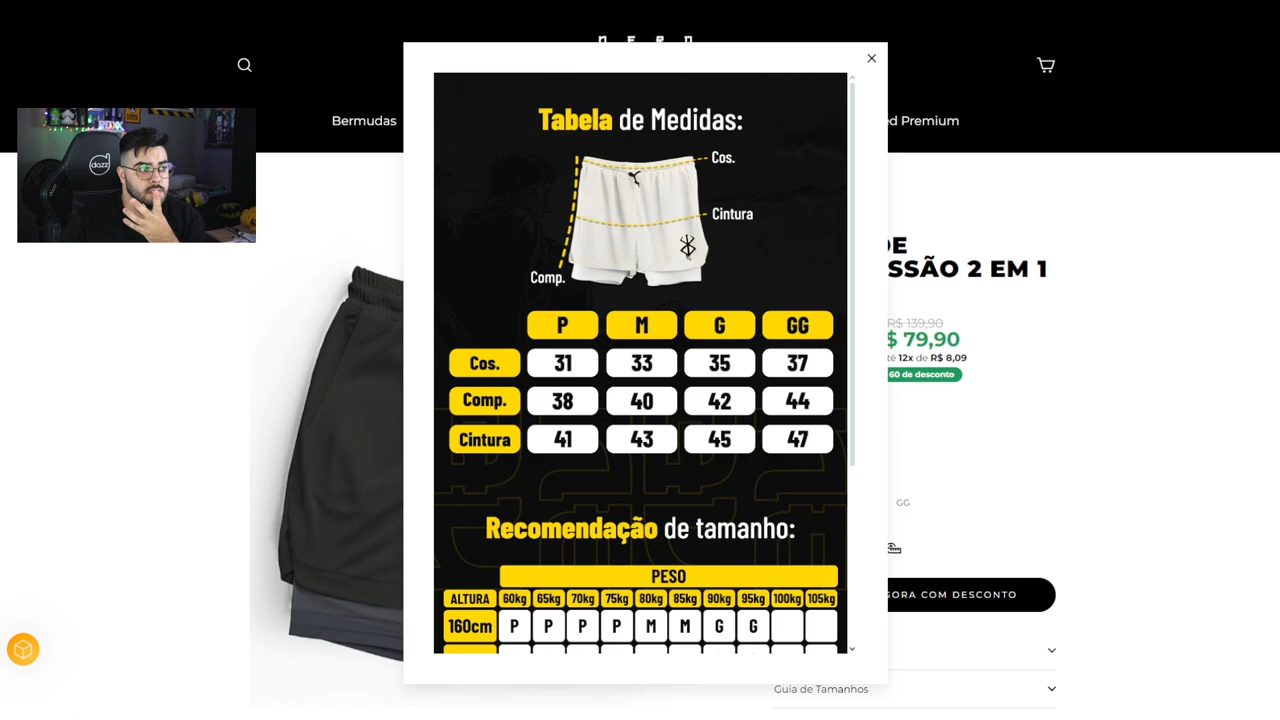 Bermudas
ed Premium
dazz
Tabela de Medidas:
Cos.
Cintura
Comp.
P M G GG
Cos. 31 33 35 37
Comp. 38 40 42 44
Cintura 41 43 45 47
Recomendação de tamanho:
PESO
ALTURA 60kg 65kg 70kg 75kg 80kg 85kg 90kg 95kg 100kg 105kg
160cm P P P P M M G G
DE
SSÃO 2 EM 1
R$ 139,90
$ 79,90
té 12x de R$ 8,09
60 de desconto
GG
GORA COM DESCONTO
Guia de Tamanhos